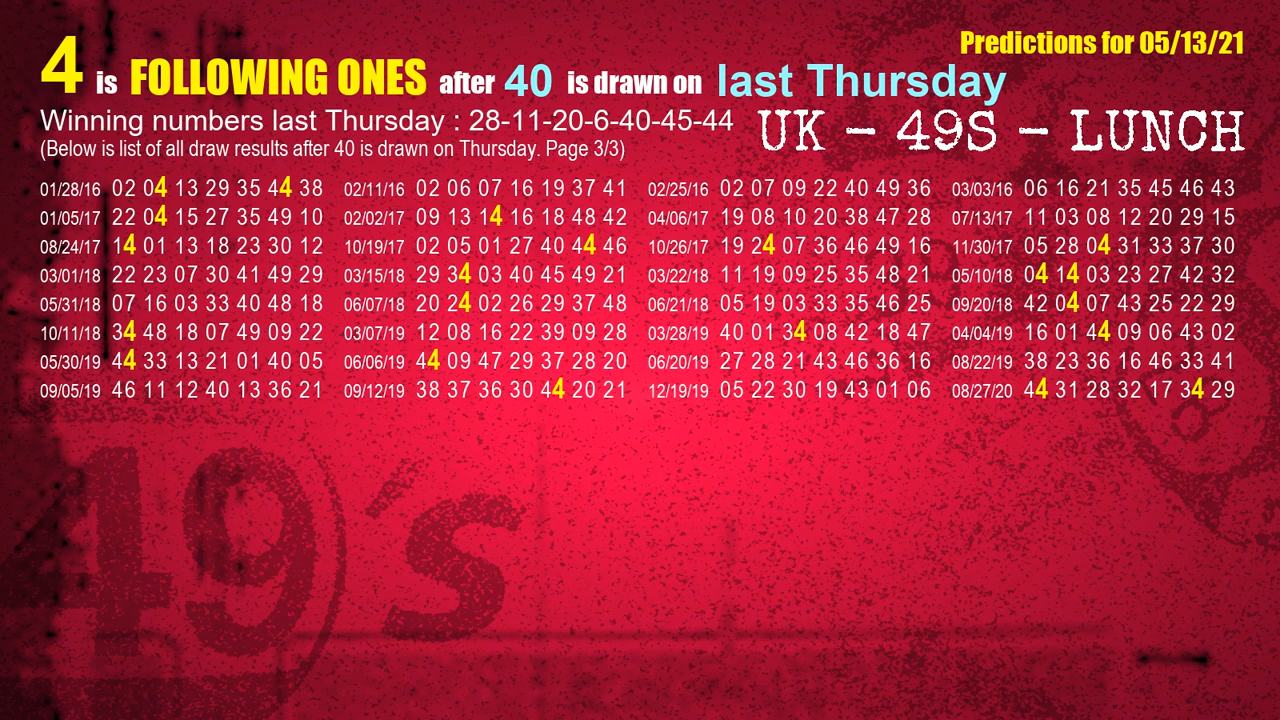 Predictions for 05/13/21
4 is FOLLOWING ONES after 40 is drawn on last Thursday
Winning numbers last Thursday : 28-11-20-6-40-45-44
UK - 49S - LUNCH
(Below is list of all draw results after 40 is drawn on Thursday. Page 3/3)
01/28/16 02 04 13 29 35 44 38 02/11/16 02 06 07 16 19 37 41 02/25/16 02 07 09 22 40 49 36 03/03/16 06 16 21 35 45 46 43
01/05/17 22 04 15 27 35 49 10 02/02/17 09 13 14 16 18 48 42 04/06/17 19 08 10 20 38 47 28 07/13/17 11 03 08 12 20 29 15
08/24/17 14 01 13 18 23 30 12 10/19/17 02 05 01 27 40 44 46 10/26/17 19 24 07 36 46 49 16 11/30/17 05 28 04 31 33 37 30
03/01/18 22 23 07 30 41 49 29 03/15/18 29 34 03 40 45 49 21 03/22/18 11 19 09 25 35 48 21 05/10/18 04 14 03 23 27 42 32
05/31/18 07 16 03 33 40 48 18 06/07/18 20 24 02 26 29 37 48 06/21/18 05 19 03 33 35 46 25 09/20/18 42 04 07 43 25 22 29
10/11/18 34 48 18 07 49 09 22 03/07/19 12 08 16 22 39 09 28 03/28/19 40 01 34 08 42 18 47 04/04/19 16 01 44 09 06 43 02
05/30/19 44 33 13 21 01 40 05 06/06/19 44 09 47 29 37 28 20 06/20/19 27 28 21 43 46 36 16 08/22/19 38 23 36 16 46 33 41
09/05/19 46 11 12 40 13 36 21 09/12/19 38 37 36 30 44 20 21 12/19/19 05 22 30 19 43 01 06 08/27/20 44 31 28 32 17 34 29
49's